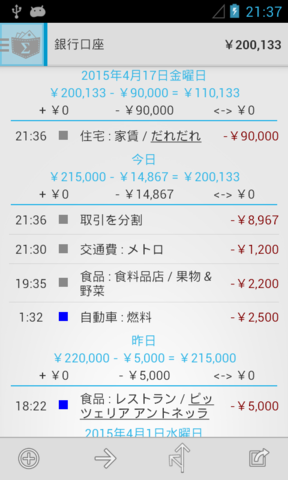 21:37
銀行口座 ￥200,133
2015年4月17日金曜日
￥200,133 - ￥90,000 = ￥110,133
+ ￥0 - ￥90,000 <-> ￥0
21:36 住宅 : 家賃 / だれだれ -￥90,000
今日
￥215,000 - ￥14,867 = ￥200,133
+ ￥0 - ￥14,867 <-> ￥0
21:36 取引を分割 -￥8,967
21:30 交通費 : メトロ -￥1,200
19:35 食品 : 食料品店 / 果物 & -￥2,200
野菜
1:32 自動車 : 燃料 -￥2,500
昨日
￥220,000 - ￥5,000 = ￥215,000
+ ￥0 - ￥5,000 <-> ￥0
18:22 食品 : レストラン / ピッ -￥5,000
ツェリア アントネッラ
2015年4月1日水曜日